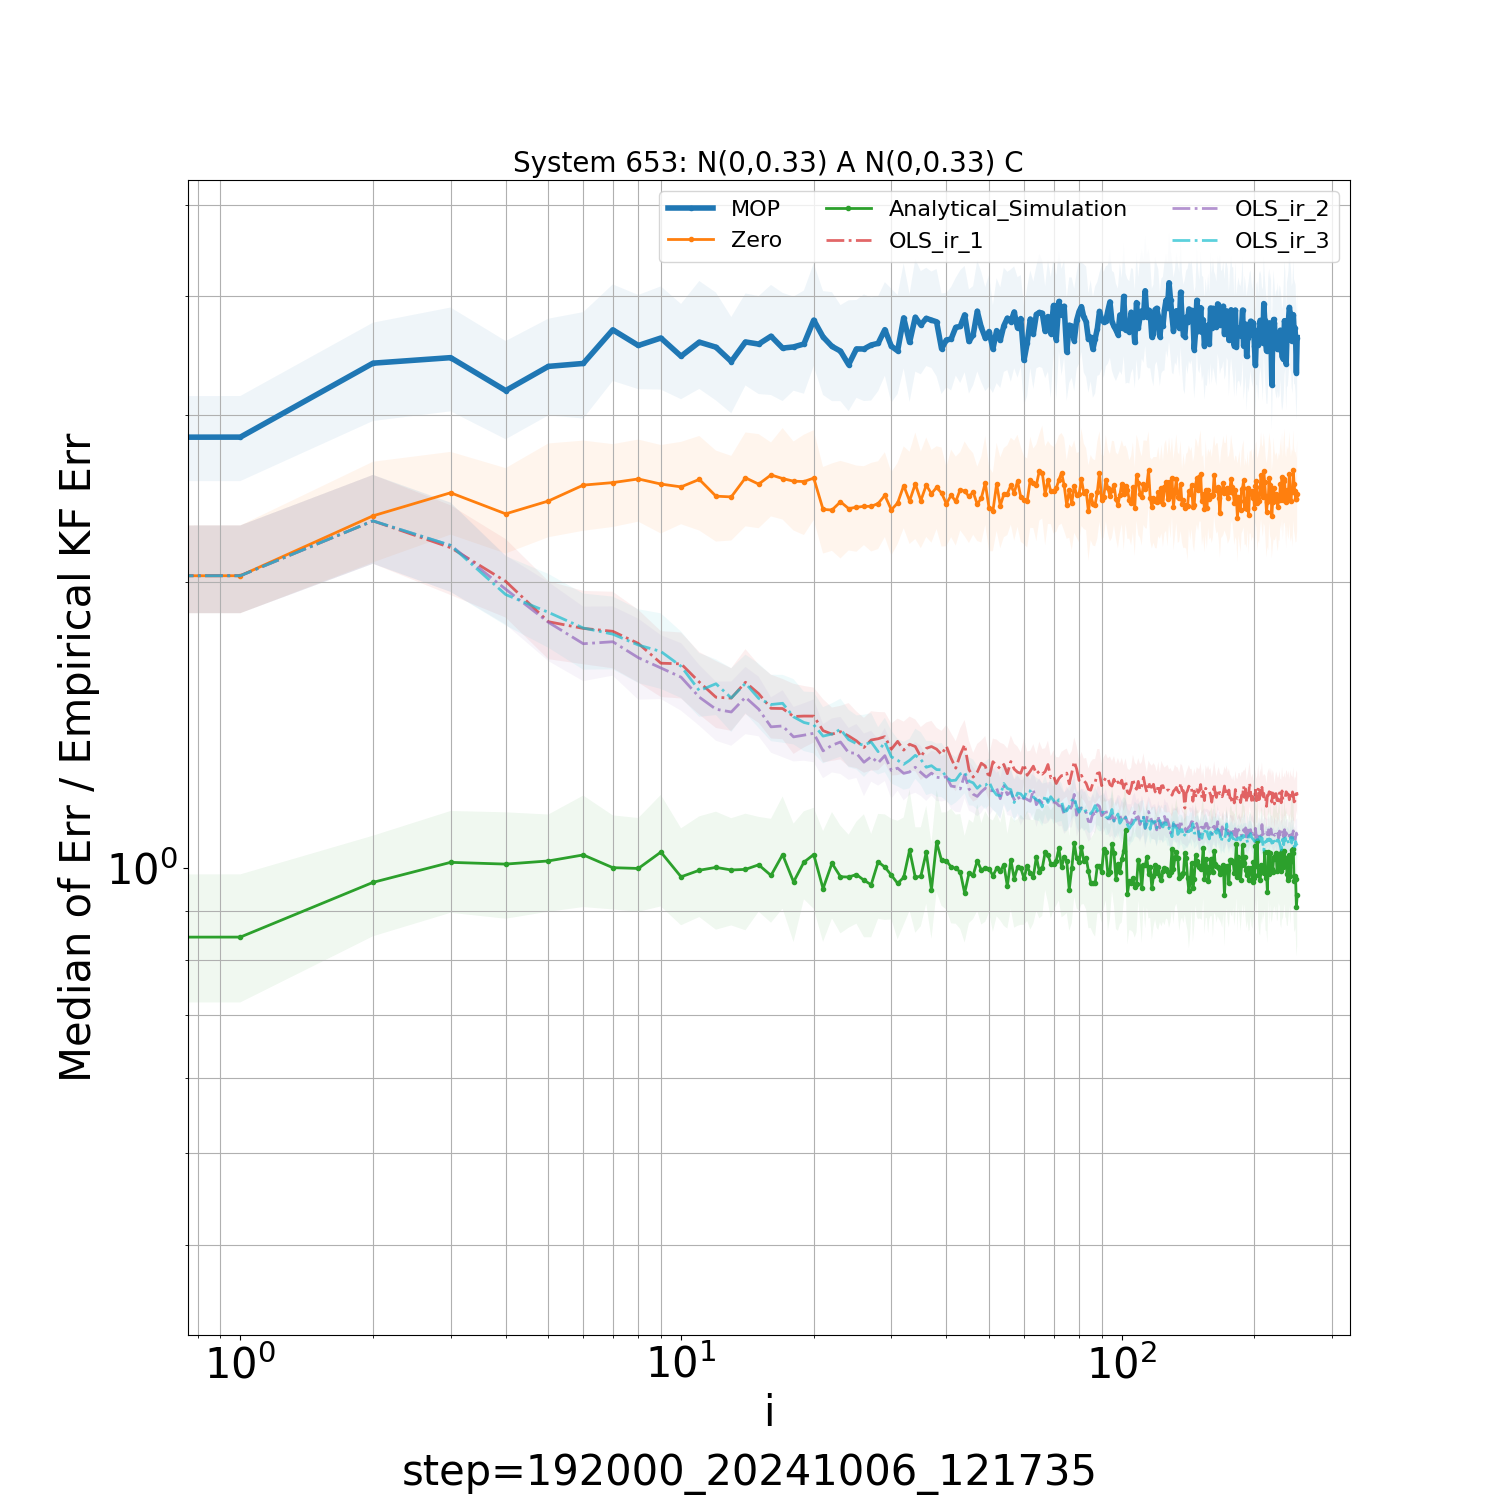 System 653: N(0,0.33) A N(0,0.33) C
MOP
Zero
Analytical_Simulation
OLS_ir_1
OLS_ir_2
OLS_ir_3
Median of Err / Empirical KF Err
10⁰
10⁰ 10¹ 10²
i
step=192000_20241006_121735